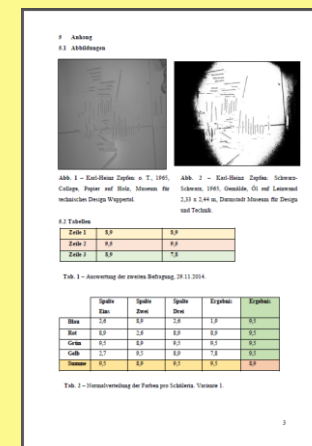 5 Anhang
5.1 Abbildungen
Abb. 1 – Karl-Heinz Zapfen: o. T., 1965,
Collage, Papier auf Holz, Museum für
technisches Design Wuppertal.
Abb. 2 – Karl-Heinz Zapfen: Schwarz-
Schwarz, 1965, Gemälde, Öl auf Leinwand
2,33 x 2,44 m, Darmstadt Museum für Design
und Technik.
5.2 Tabellen
Zeile 1 8,9 8,9
Zeile 2 9,6 6,6
Zeile 3 8,9 7,8
Tab. 1 – Auswertung der zweiten Befragung, 29.11.2014.
Spalte Eins Spalte Zwei Spalte Drei Ergebnis Ergebnis
Blau 2,6 8,9 2,6 1,9 9,5
Rot 8,9 2,6 8,9 8,9 9,5
Grün 9,5 8,9 9,5 9,5 9,5
Gelb 2,7 9,5 8,9 7,8 9,5
Summe 9,5 8,9 9,5 9,5 8,9
Tab. 2 – Normalverteilung der Farben pro SchülerIn. Variante 1.
3